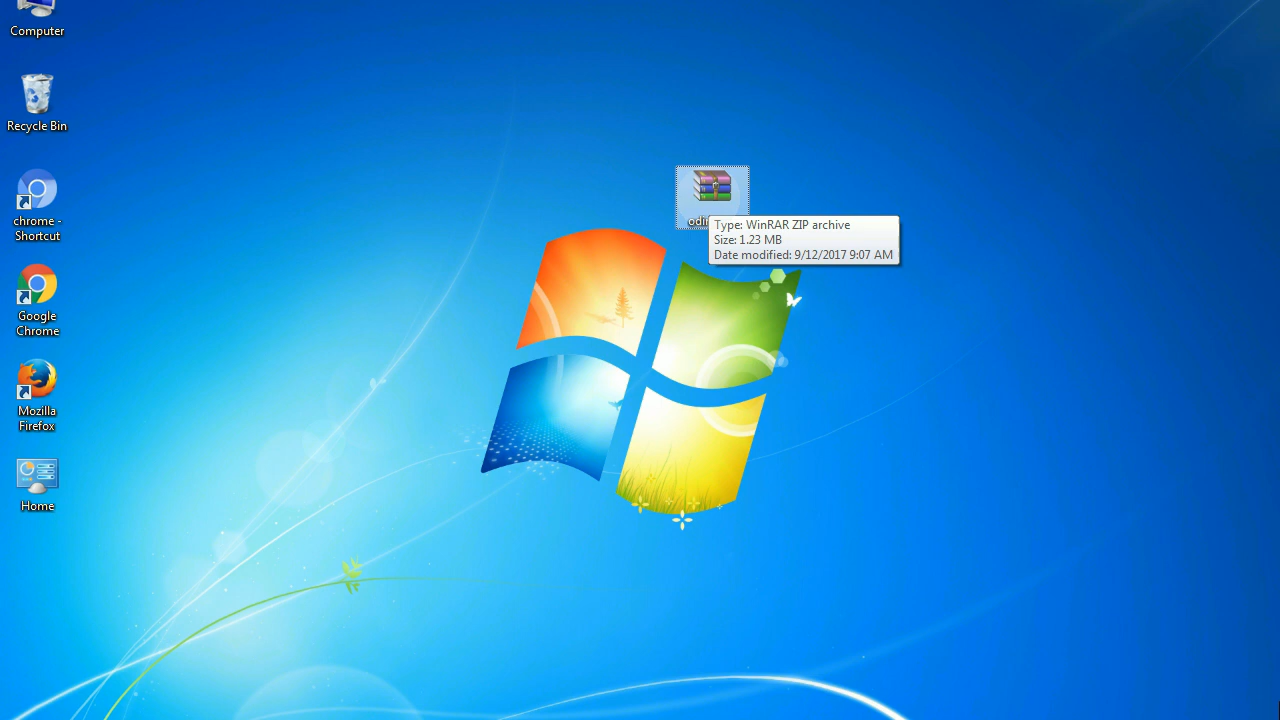 Computer
Recycle Bin
chrome -
Shortcut
Google
Chrome
Mozilla
Firefox
Home
Type: WinRAR ZIP archive
Size: 1.23 MB
Date modified: 9/12/2017 9:07 AM